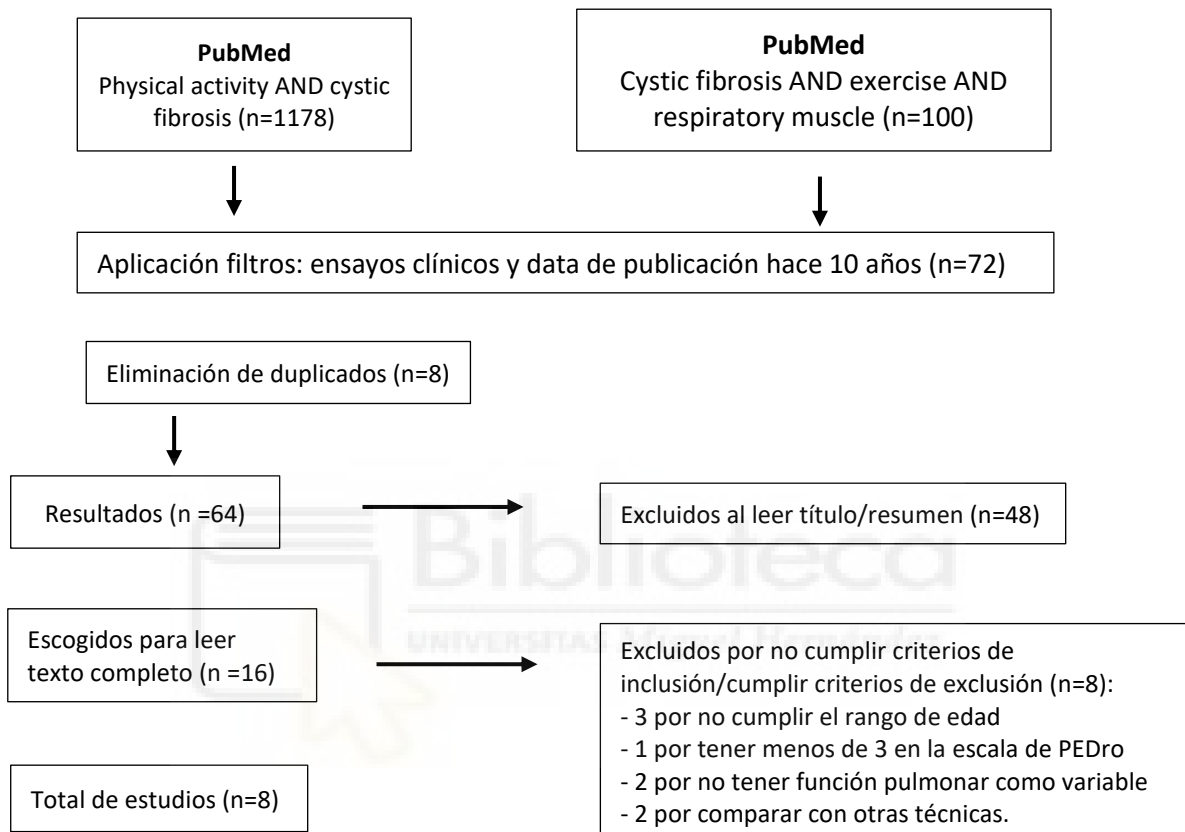 PubMed
Physical activity AND cystic
fibrosis (n=1178)
PubMed
Cystic fibrosis AND exercise AND
respiratory muscle (n=100)
Aplicación filtros: ensayos clínicos y data de publicación hace 10 años (n=72)
Eliminación de duplicados (n=8)
Resultados (n =64)
Excluidos al leer título/resumen (n=48)
Biblioteca
UNIVERSITAS Miguel Hernández
Escogidos para leer
texto completo (n =16)
Excluidos por no cumplir criterios de
inclusión/cumplir criterios de exclusión (n=8):
- 3 por no cumplir el rango de edad
- 1 por tener menos de 3 en la escala de PEDro
- 2 por no tener función pulmonar como variable
- 2 por comparar con otras técnicas.
Total de estudios (n=8)